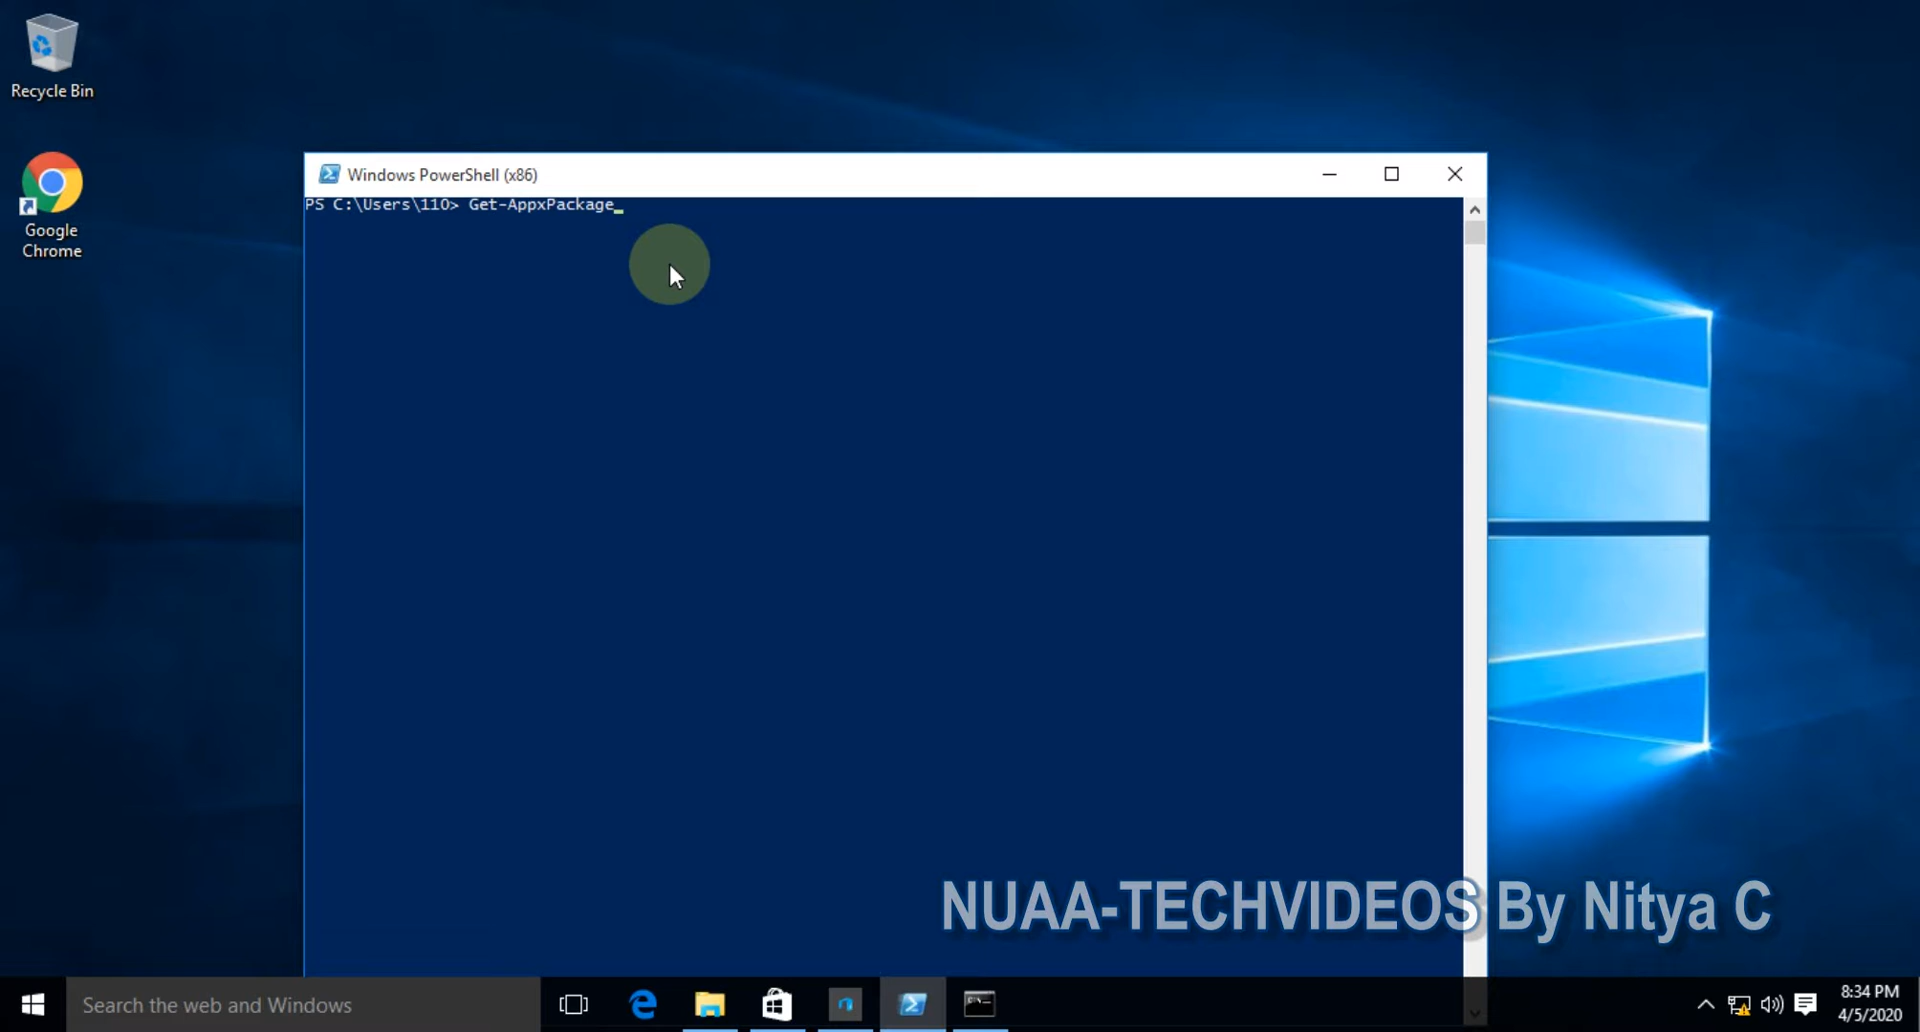 Recycle Bin
Google
Chrome
Windows PowerShell (x86)
PS C:\Users\110> Get-AppxPackage_
NUAA-TECHVIDEOS By Nitya C
Search the web and Windows
8:34 PM
4/5/2020